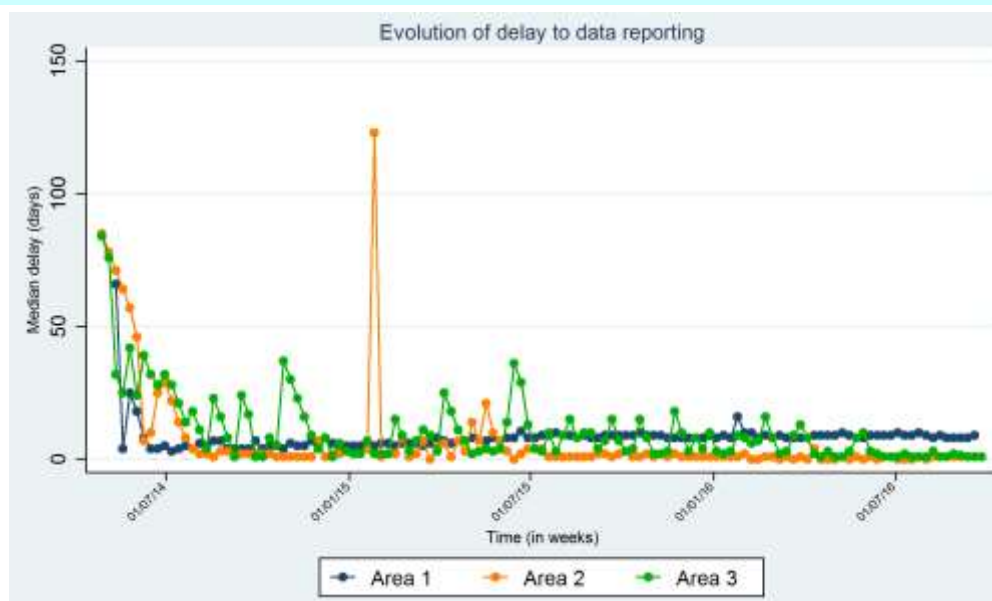 Evolution of delay to data reporting
Median delay (days)
150
100
50
0
01/07/14
01/01/15
01/07/15
01/01/16
01/07/16
Time (in weeks)
Area 1
Area 2
Area 3